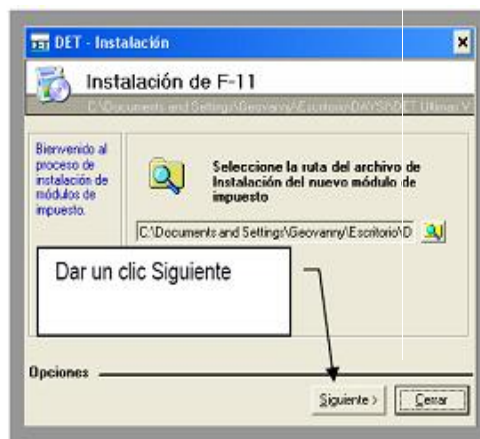 DET - Instalación
Instalación de F-11
C:\Documents and Settings\Geovanny\Escritorio\DAYSI\DET Ultimas V
Bienvenido al
proceso de
instalación de
módulos de
impuesto.
Seleccione la ruta del archivo de
Instalación del nuevo módulo de
impuesto
C:\Documents and Settings\Geovanny\Escritorio\D
Dar un clic Siguiente
Opciones
Siguiente >
Cerrar